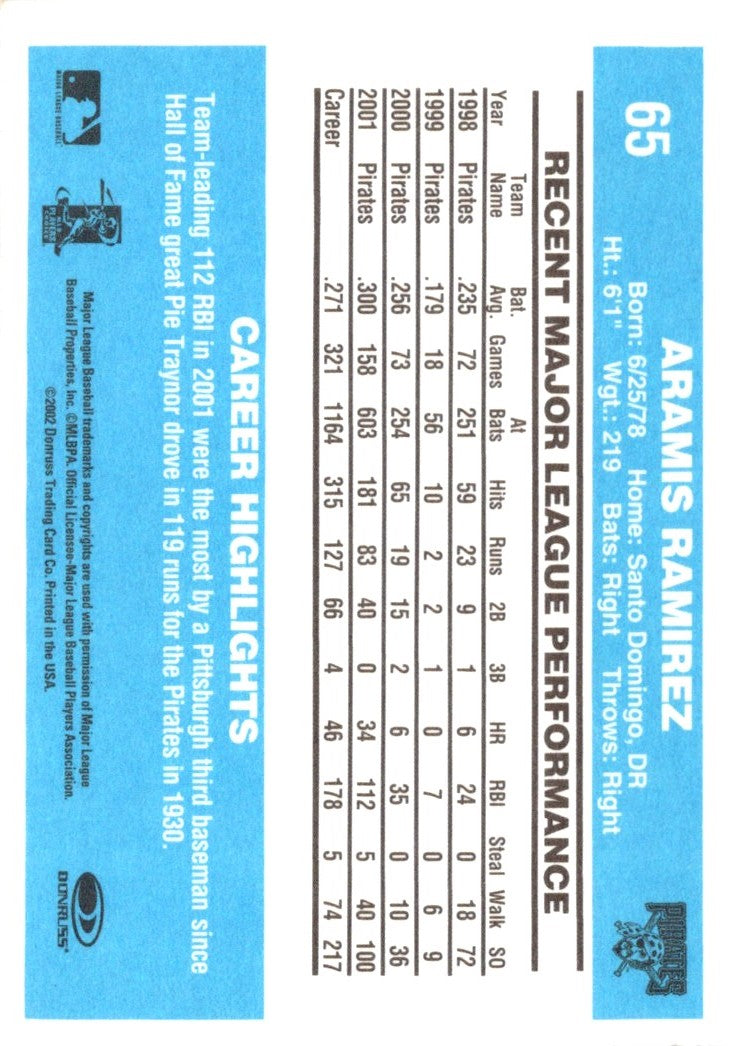 65
ARAMIS RAMIREZ
Born: 6/25/78 Home: Santo Domingo, DR
Ht.: 6'1" Wgt.: 219 Bats: Right Throws: Right
PIRATES
RECENT MAJOR LEAGUE PERFORMANCE
Year Team Name Bat. Avg. Games At Bats Hits Runs 2B 3B HR RBI Steal Walk SO
1998 Pirates .235 72 251 59 23 9 1 6 24 0 18 72
1999 Pirates .179 18 56 10 2 2 1 0 7 0 6 9
2000 Pirates .256 73 254 65 19 15 2 6 35 0 10 36
2001 Pirates .300 158 603 181 83 40 0 34 112 5 40 100
Career .271 321 1164 315 127 66 4 46 178 5 74 217
CAREER HIGHLIGHTS
Team-leading 112 RBI in 2001 were the most by a Pittsburgh third baseman since
Hall of Fame great Pie Traynor drove in 119 runs for the Pirates in 1930.
MAJOR LEAGUE BASEBALL
PLAYERS CHOICE
Major League Baseball trademarks and copyrights are used with permission of Major League
Baseball Properties, Inc. ©MLBPA. Official Licensee-Major League Baseball Players Association.
©2002 Donruss Trading Card Co. Printed in the USA.
DONRUSS